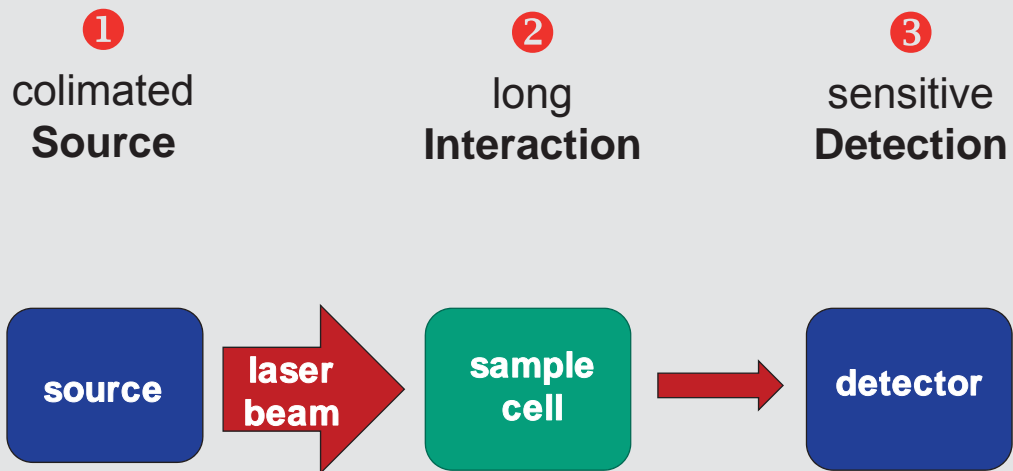 ❶
colimated
Source
❷
long
Interaction
❸
sensitive
Detection
source
laser
beam
sample
cell
detector